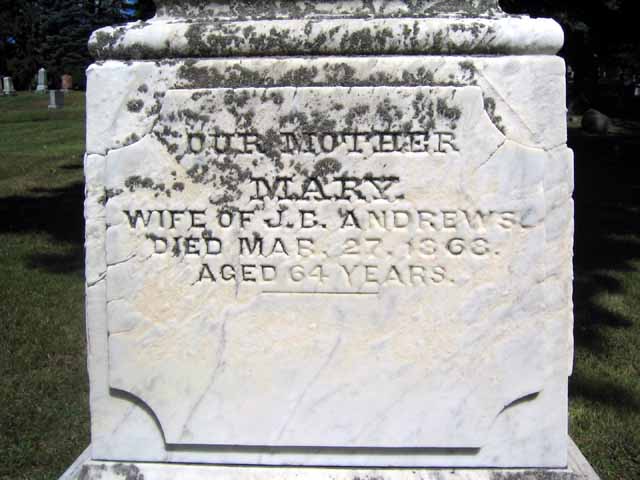 OUR MOTHER
MARY.
WIFE OF J.B. ANDREWS.
DIED MAR. 27. 1868.
AGED 64 YEARS.